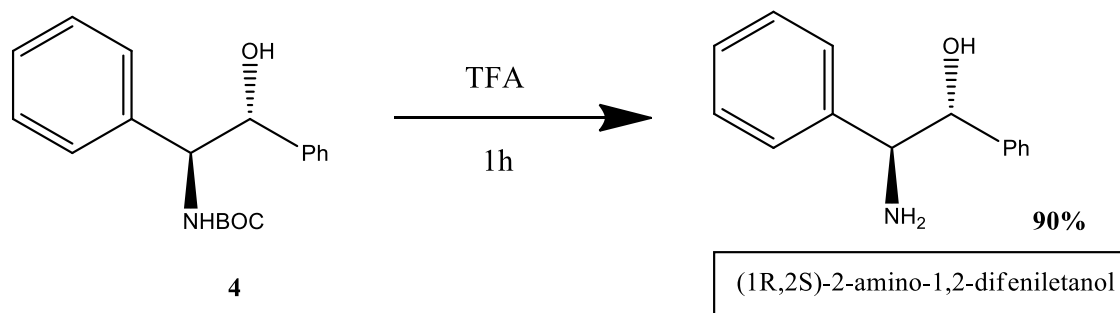 OH
Ph
NHBOC
4
TFA
1h
OH
Ph
NH2
90%
(1R,2S)-2-amino-1,2-difeniletanol